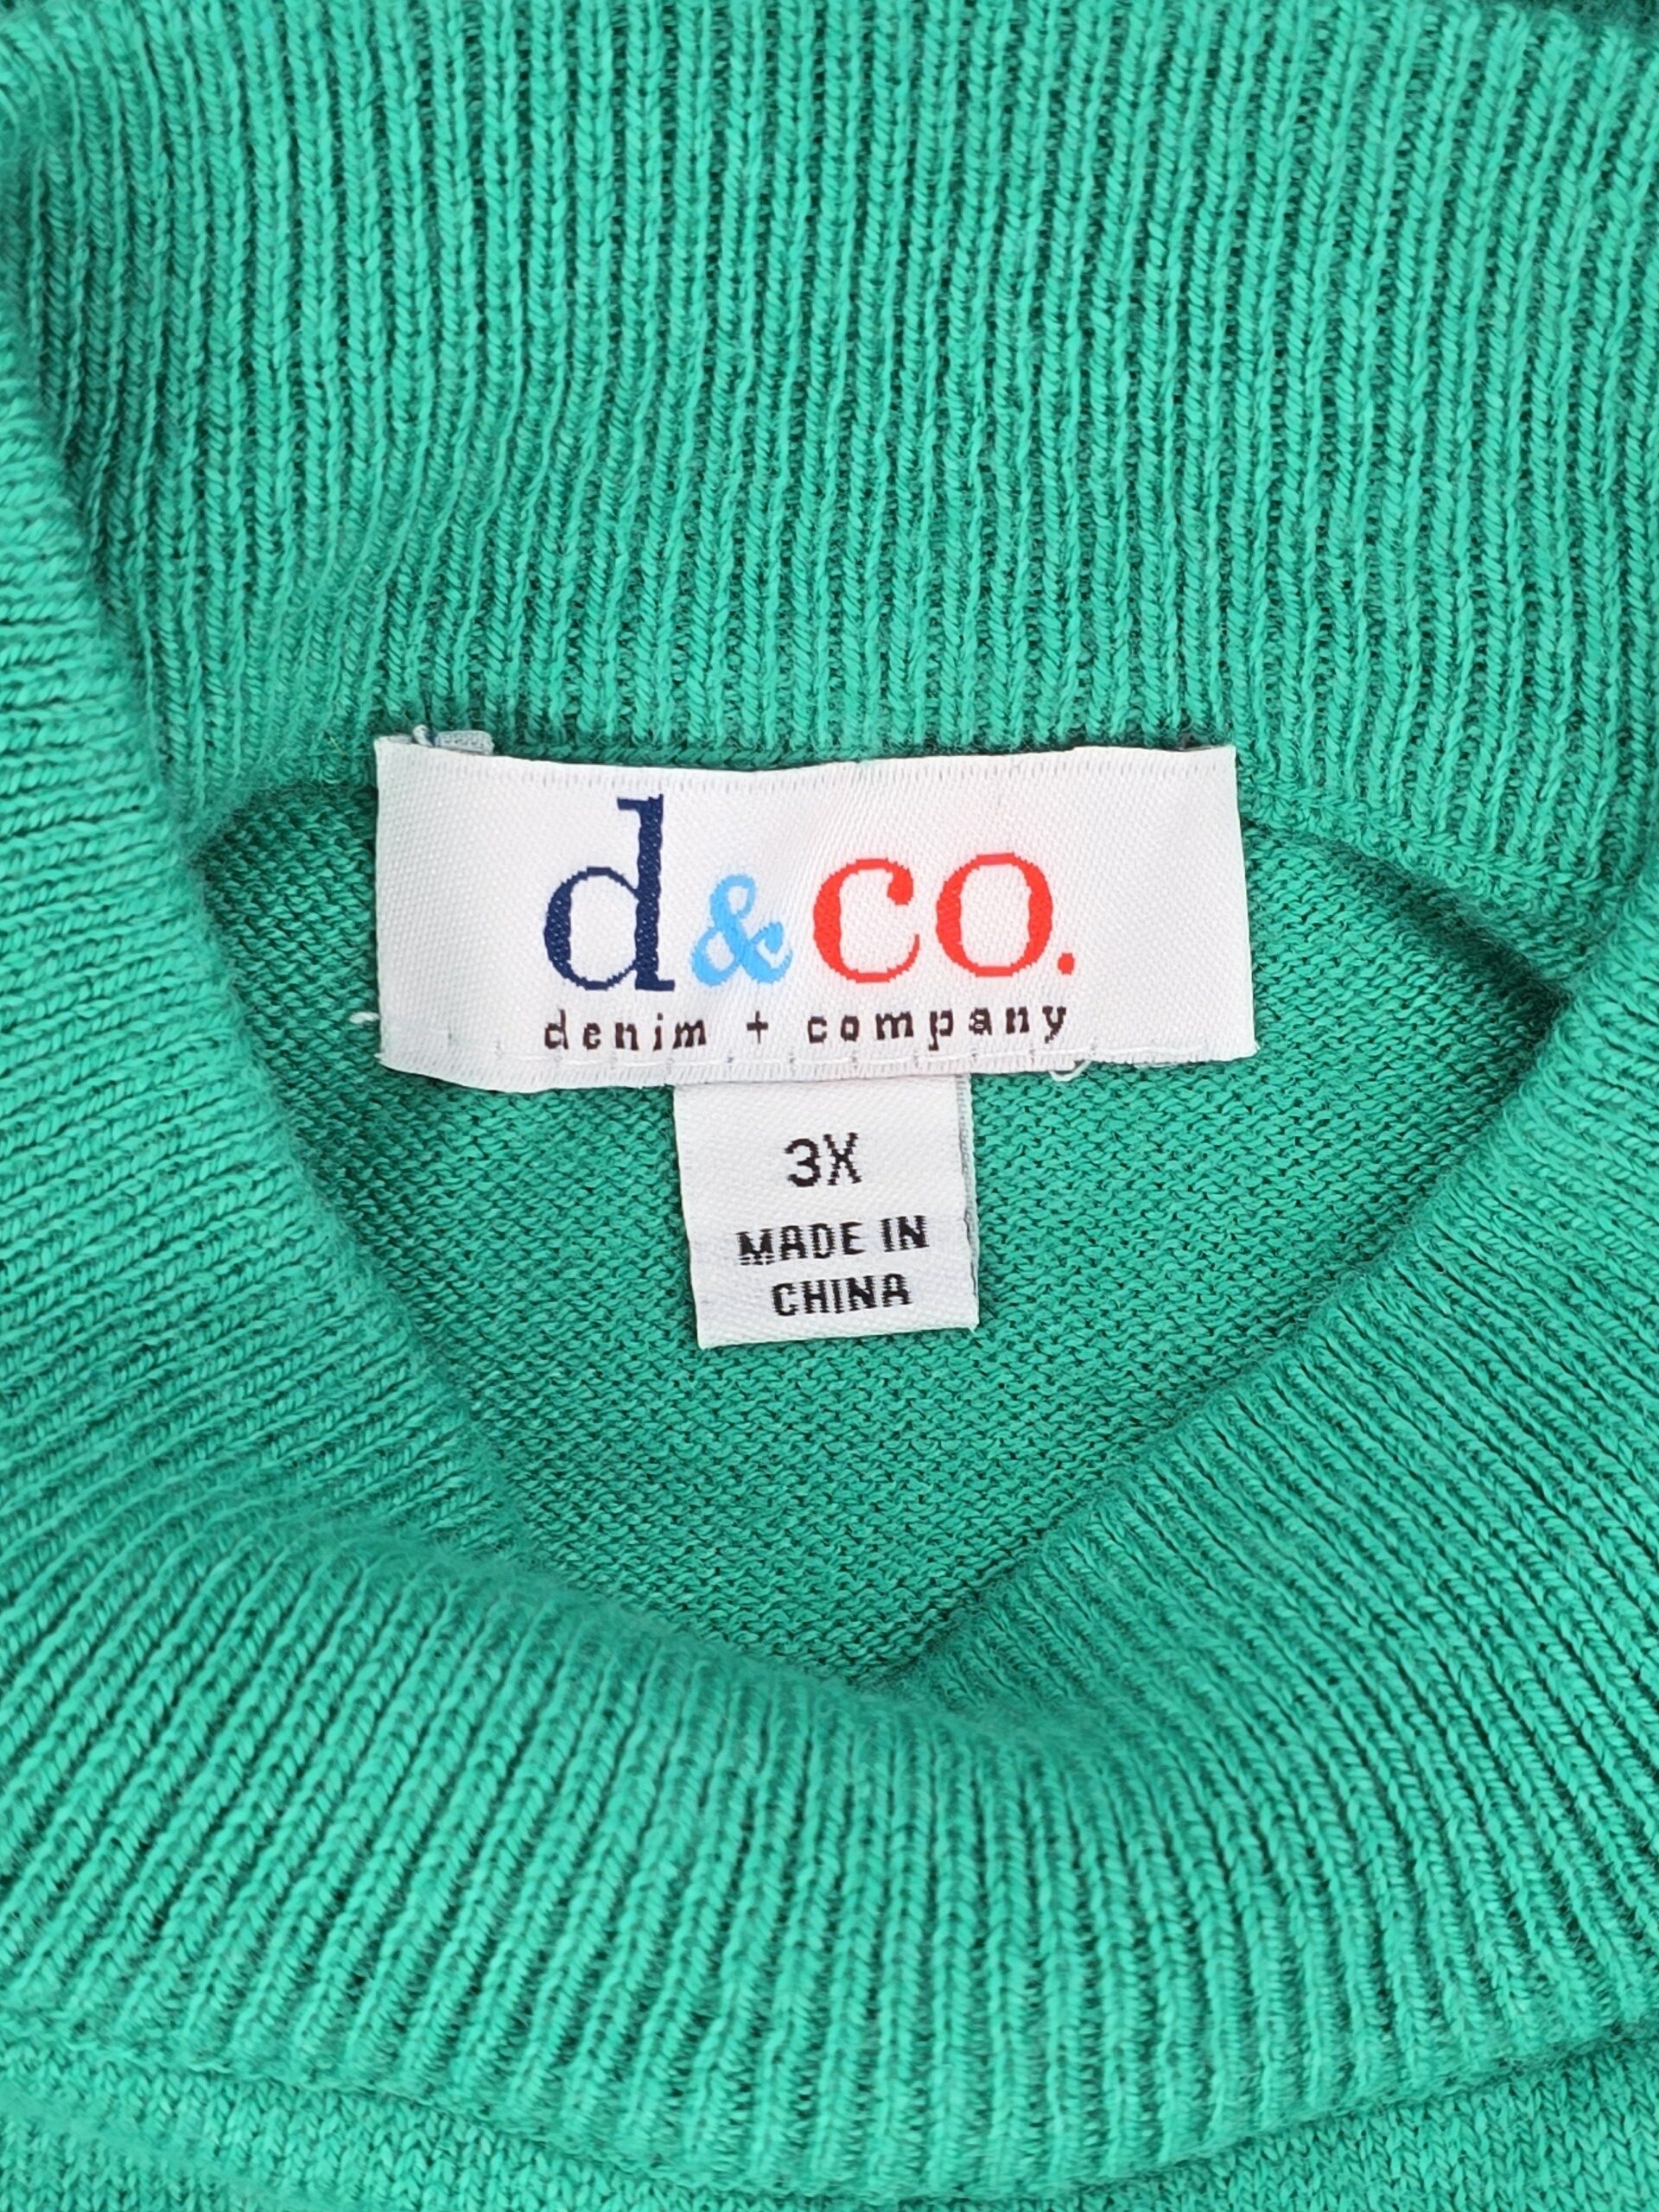 d&co.
denim + company
3X
MADE IN
CHINA